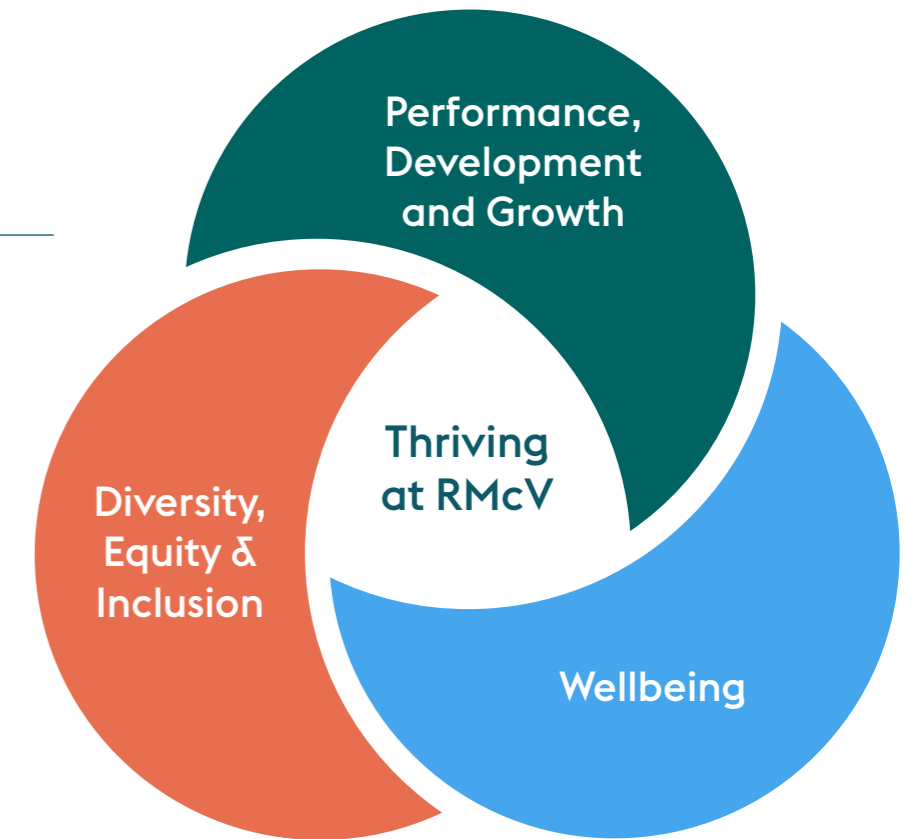 Performance,
Development
and Growth
Thriving
at RMcV
Diversity,
Equity &
Inclusion
Wellbeing